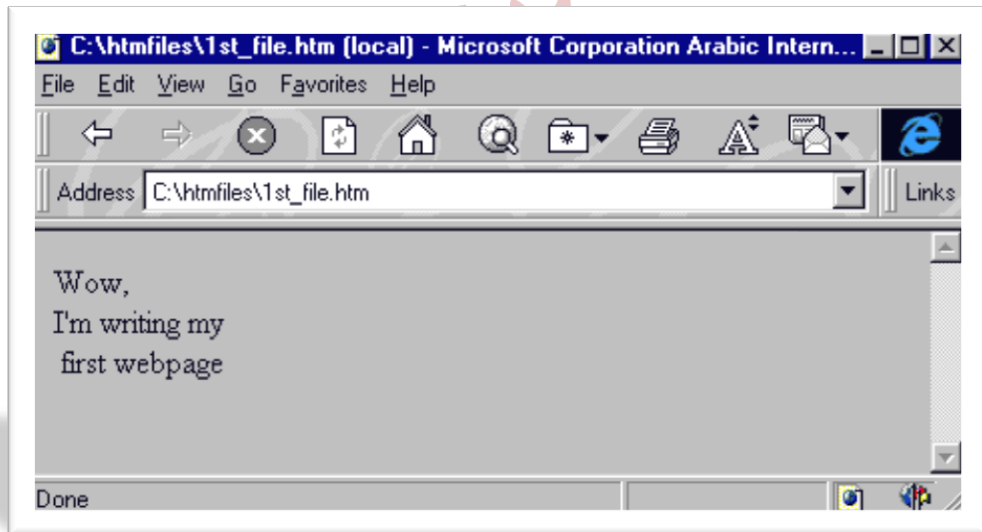 C:\htmfiles\1st_file.htm (local) - Microsoft Corporation Arabic Intern...
File Edit View Go Favorites Help
Address C:\htmfiles\1st_file.htm Links
Wow,
I'm writing my
first webpage
Done